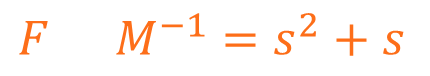 F M⁻¹ = s² + s